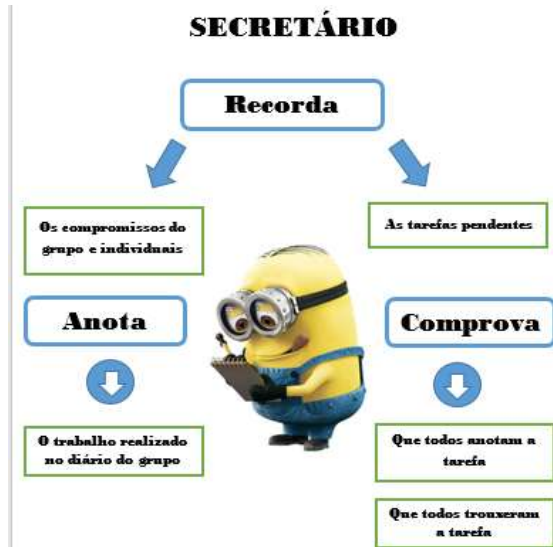 SECRETÁRIO
Recorda
Os compromissos do
grupo e individuais
As tarefas pendentes
Anota
Comprova
O trabalho realizado
no diário do grupo
Que todos anotam a
tarefa
Que todos trouxeram
a tarefa